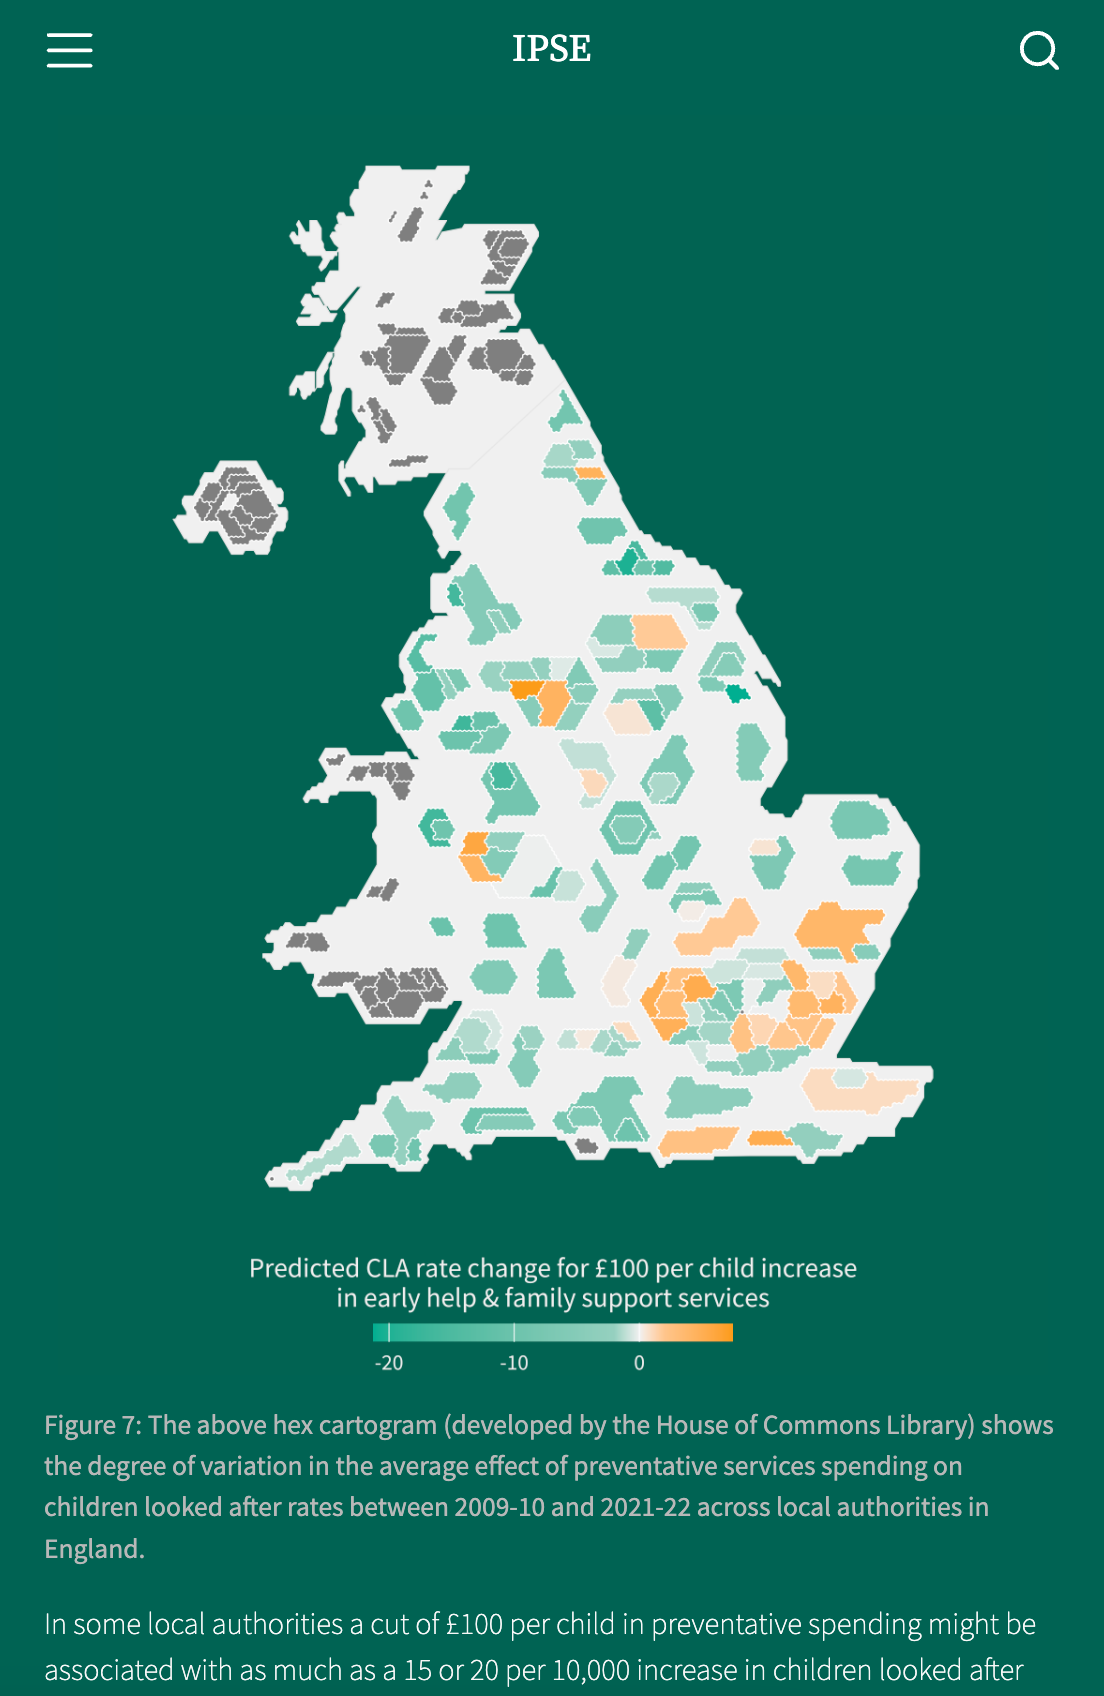 IPSE
Predicted CLA rate change for £100 per child increase
in early help & family support services
-20 -10 0
Figure 7: The above hex cartogram (developed by the House of Commons Library) shows
the degree of variation in the average effect of preventative services spending on
children looked after rates between 2009-10 and 2021-22 across local authorities in
England.
In some local authorities a cut of £100 per child in preventative spending might be
associated with as much as a 15 or 20 per 10,000 increase in children looked after